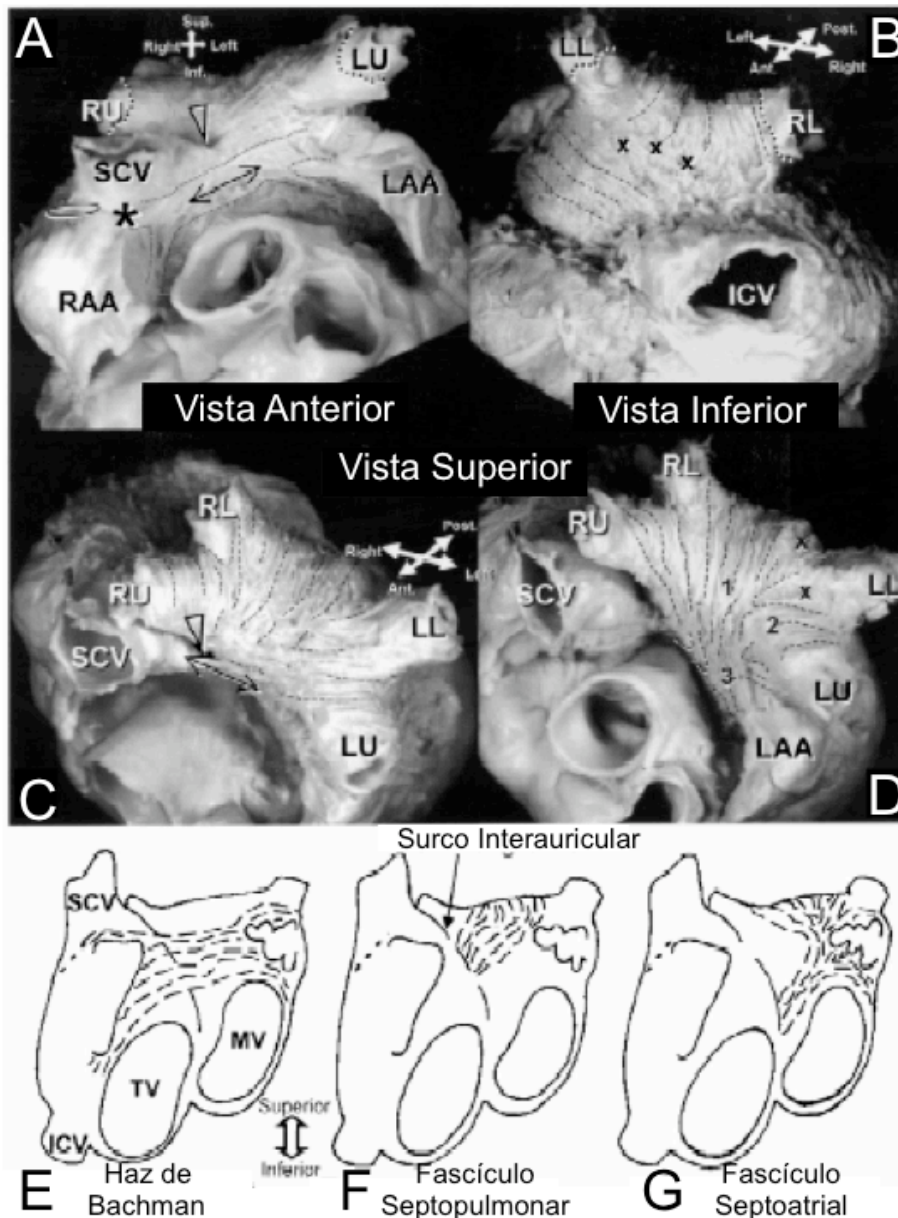 A
Sup.
Right Left
Inf.
LU
RU
SCV
*
LAA
RAA
Vista Anterior
B
LL
Left Post.
Ant. Right
RL
x x x
ICV
Vista Inferior
Vista Superior
RL
Post.
Right
Left
Ant.
RU
SCV
LL
LU
C
RL
RU
x
SCV
1
x
LL
2
3
LU
LAA
D
Surco Interauricular
SCV
MV
TV
ICV
Superior
Inferior
E Haz de
Bachman
F Fascículo
Septopulmonar
G Fascículo
Septoatrial